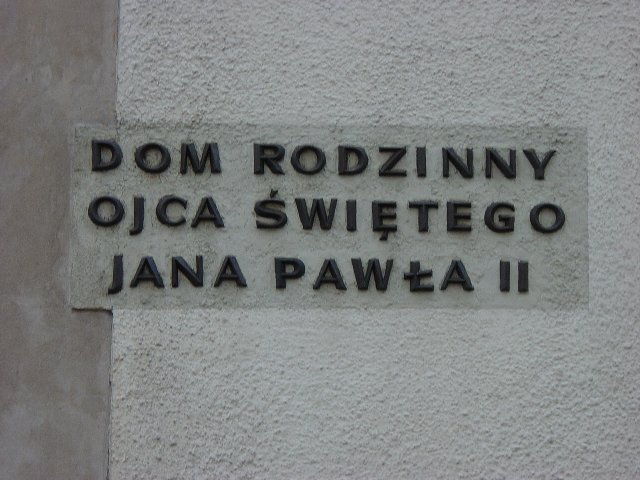 DOM RODZINNY
OJCA ŚWIĘTEGO
JANA PAWŁA II